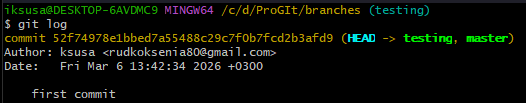 iksusa@DESKTOP-6AVDMC9 MINGW64 /c/d/ProGIt/branches (testing)
$ git log
commit 52f74978e1bbed7a55488c29c7f0b7fcd2b3afd9 (HEAD -> testing, master)
Author: ksusa <rudkoksenia80@gmail.com>
Date:   Fri Mar 6 13:42:34 2026 +0300
    first commit